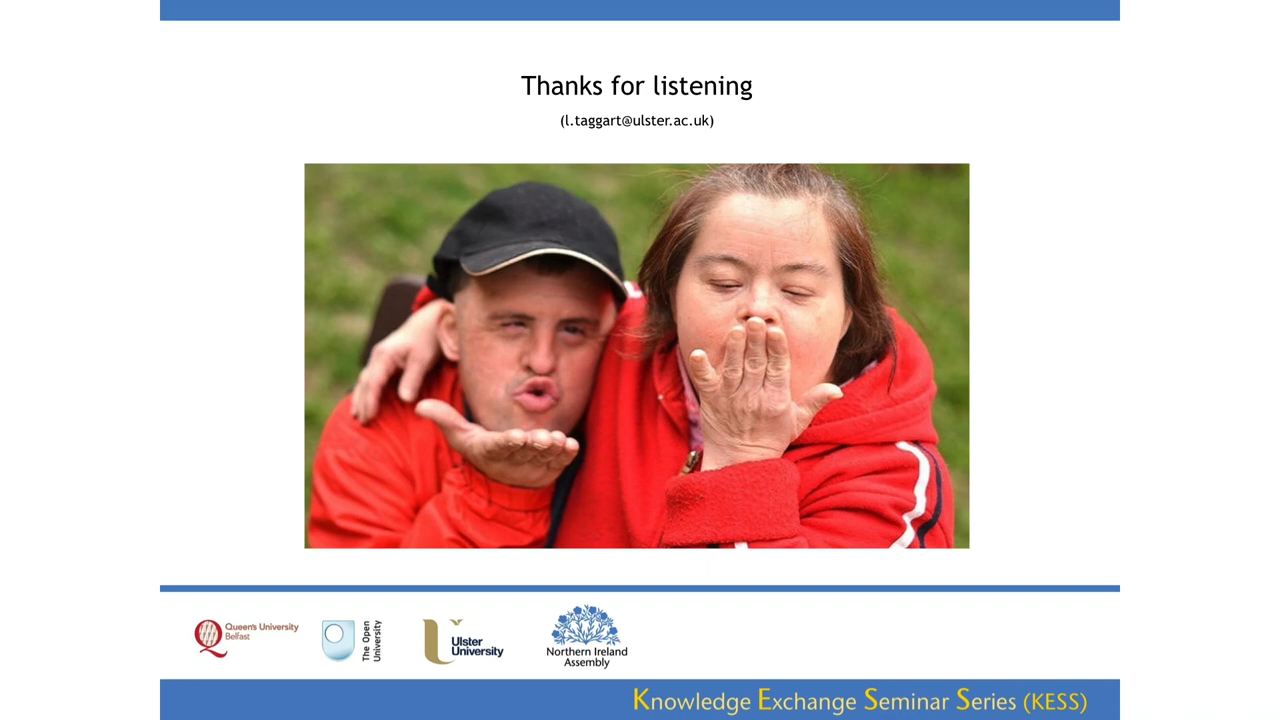 Thanks for listening
(l.taggart@ulster.ac.uk)
Queen's University
Belfast
The Open
University
Ulster
University
Northern Ireland
Assembly
Knowledge Exchange Seminar Series (KESS)